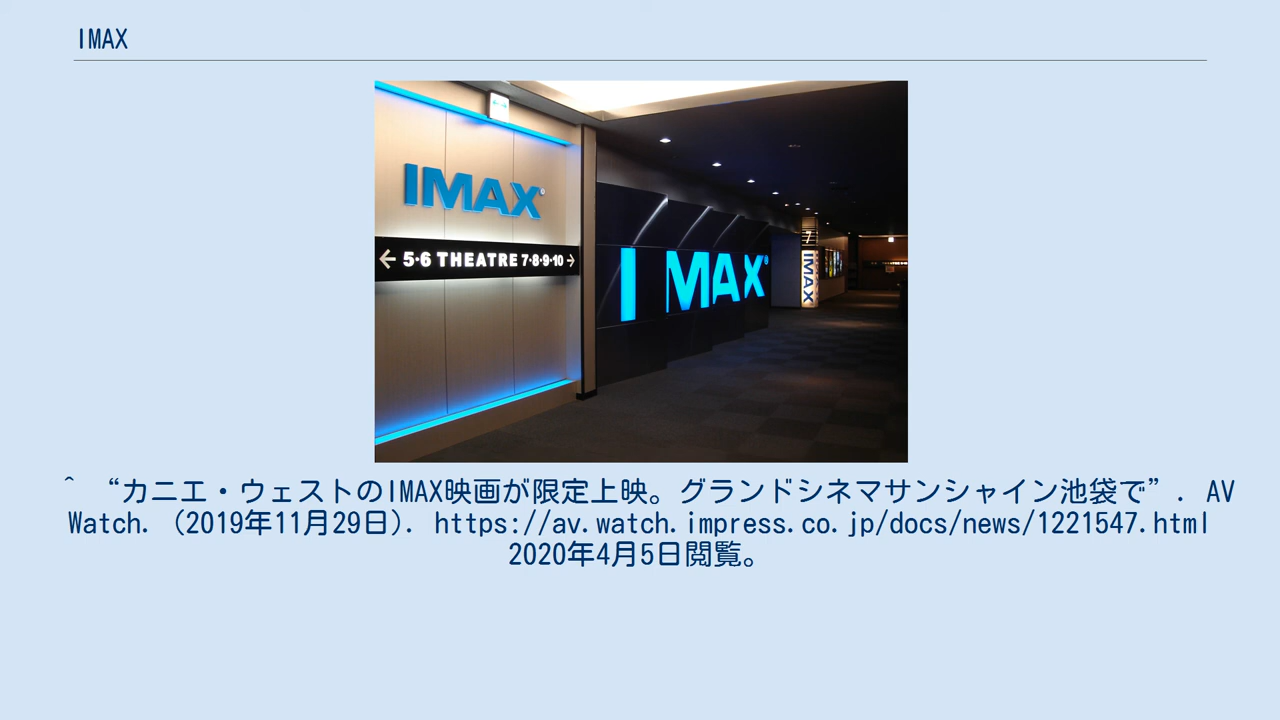 IMAX
IMAX®
← 5·6 THEATRE 7·8·9·10 →
IMAX®
IMAX
^ “カニエ・ウェストのIMAX映画が限定上映。グランドシネマサンシャイン池袋で”. AV
Watch. (2019年11月29日). https://av.watch.impress.co.jp/docs/news/1221547.html
2020年4月5日閲覧。